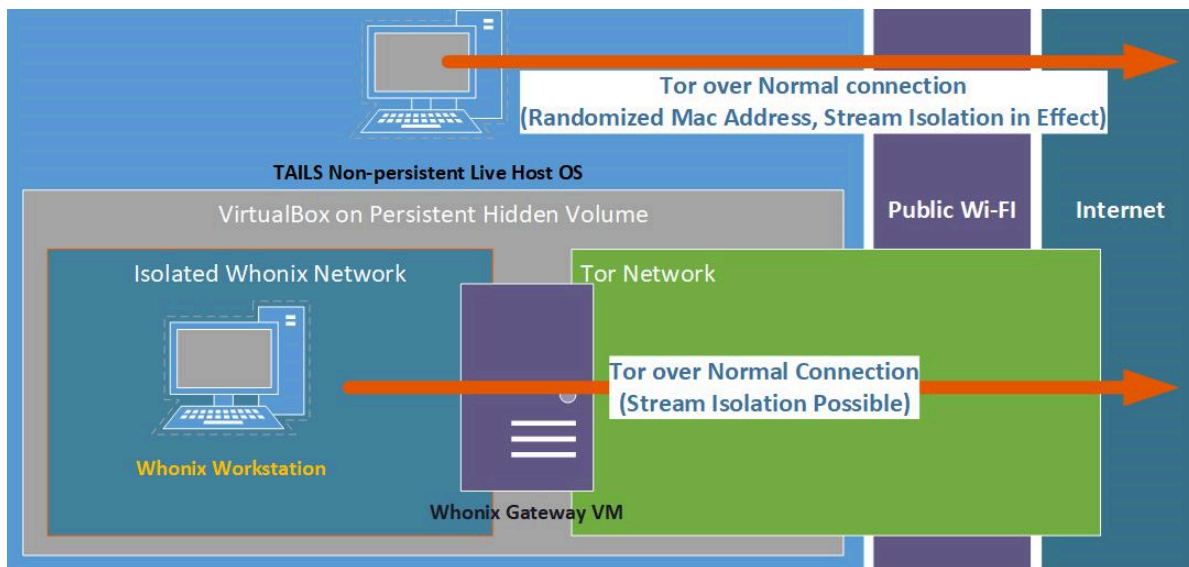 Tor over Normal connection
(Randomized Mac Address, Stream Isolation in Effect)
TAILS Non-persistent Live Host OS
VirtualBox on Persistent Hidden Volume
Public Wi-FI
Internet
Isolated Whonix Network
Tor Network
Tor over Normal Connection
(Stream Isolation Possible)
Whonix Workstation
Whonix Gateway VM